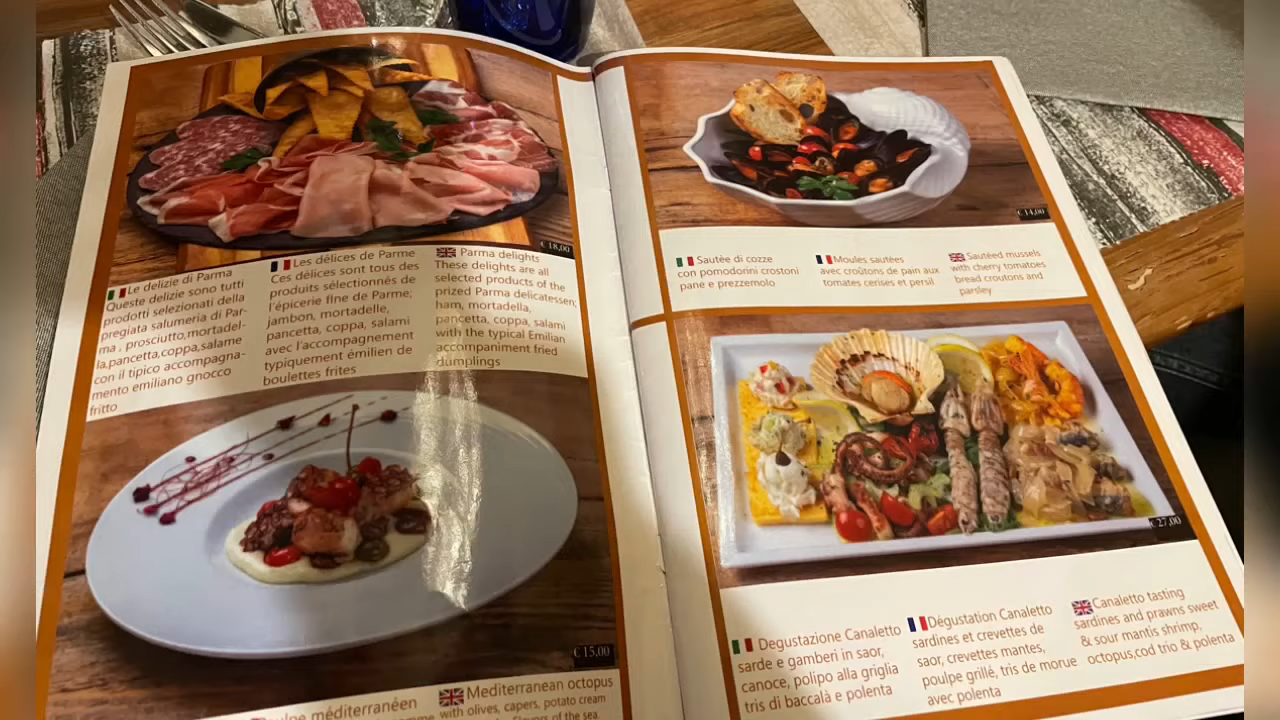 € 18,00
Le delizie di Parma
Queste delizie sono tutti
prodotti selezionati della
pregiata salumeria di Par-
ma , prosciutto,mortadel-
la,pancetta,coppa,salame
con il tipico accompagna-
mento emiliano gnocco
fritto
Les délices de Parme
Ces délices sont tous des
produits sélectionnés de
l'épicerie fine de Parme;
jambon, mortadelle,
pancetta, coppa, salami
avec l'accompagnement
typiquement émilien de
boulettes frites
Parma delights
These delights are all
selected products of the
prized Parma delicatessen;
ham, mortadella,
pancetta, coppa, salami
with the typical Emilian
accompaniment fried
dumplings
€ 15,00
méditerranéen
Mediterranean octopus
with olives, capers, potato cream
Flavors of the sea.
€ 14,00
Sautèe di cozze
con pomodorini crostoni
pane e prezzemolo
Moules sautées
avec croûtons de pain aux
tomates cerises et persil
Sautéed mussels
with cherry tomatoes
bread croutons and
parsley
€ 27,00
Degustazione Canaletto
sarde e gamberi in saor,
canoce, polipo alla griglia
tris di baccalà e polenta
Dégustation Canaletto
sardines et crevettes de
saor, crevettes mantes,
poulpe grillé, tris de morue
avec polenta
Canaletto tasting
sardines and prawns sweet
& sour mantis shrimp,
octopus,cod trio & polenta